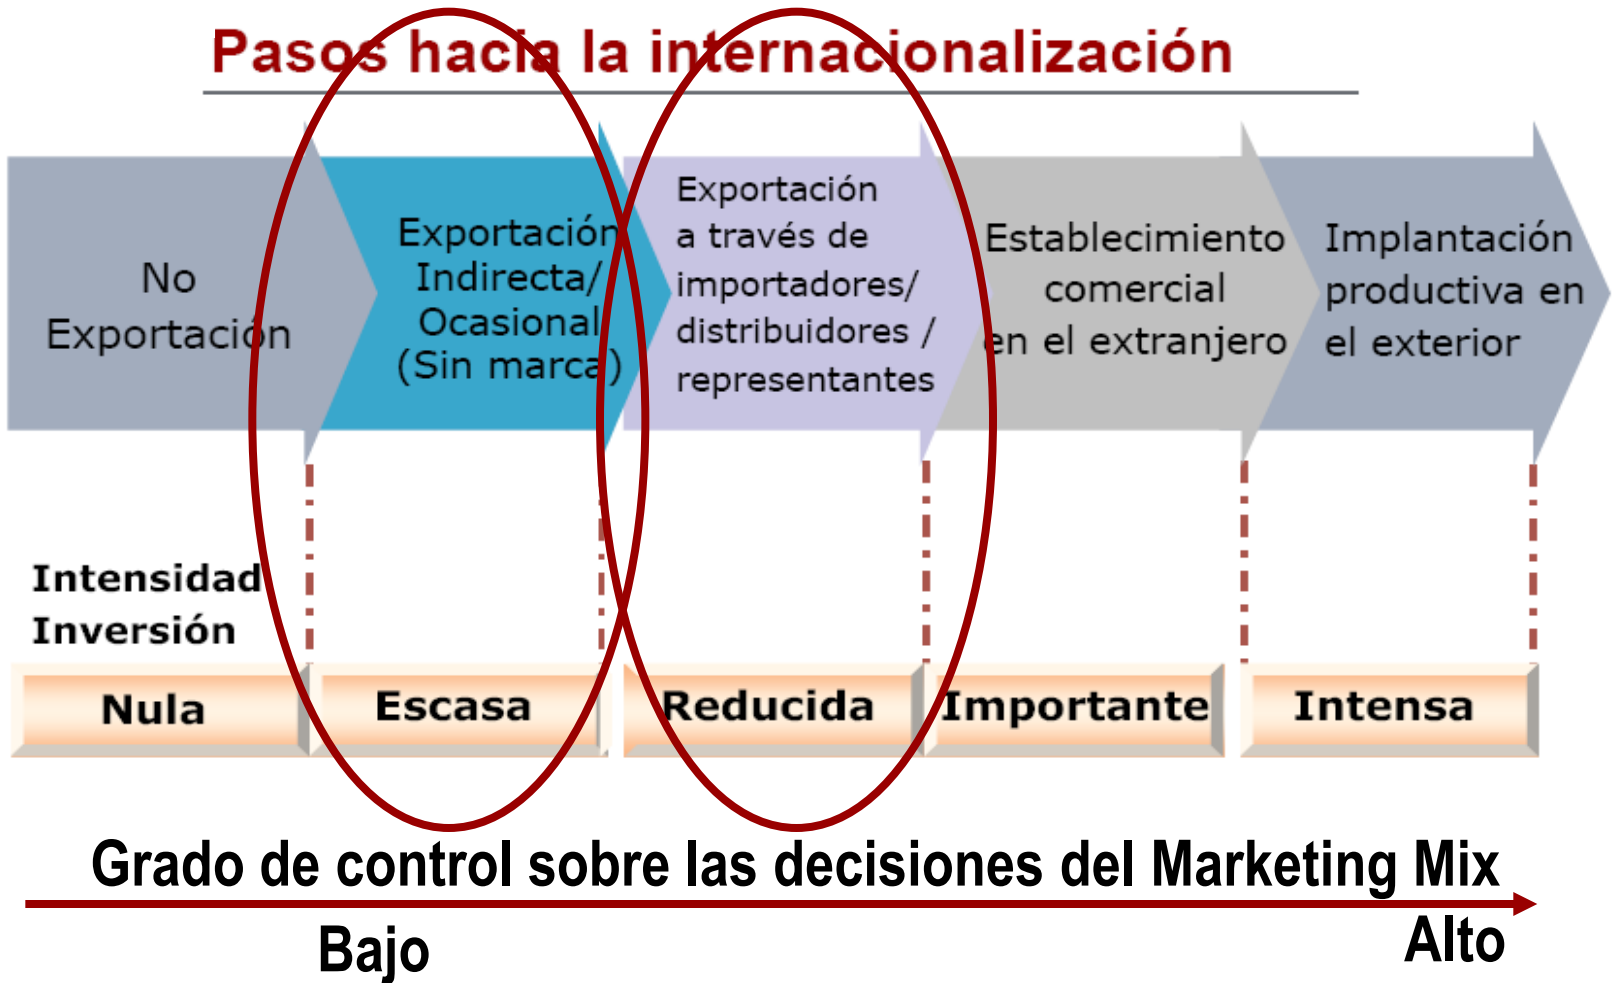 Pasos hacia la internacionalización
No
Exportación
Exportación
Indirecta/
Ocasional
(Sin marca)
Exportación
a través de
importadores/
distribuidores /
representantes
Establecimiento
comercial
en el extranjero
Implantación
productiva en
el exterior
Intensidad
Inversión
Nula
Escasa
Reducida
Importante
Intensa
Grado de control sobre las decisiones del Marketing Mix
Bajo
Alto